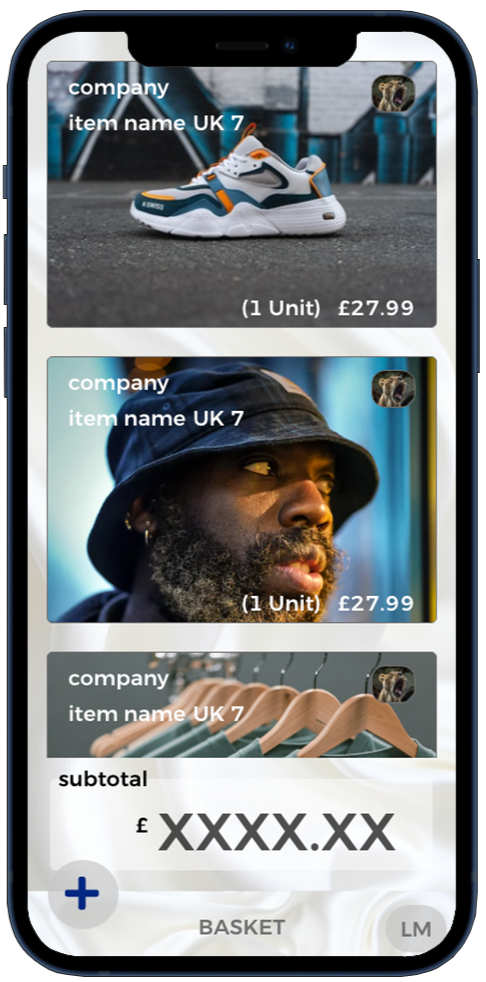 company
item name UK 7
K·SWISS
(1 Unit) £27.99
company
item name UK 7
(1 Unit) £27.99
company
item name UK 7
subtotal
£ XXXX.XX
+
BASKET
LM